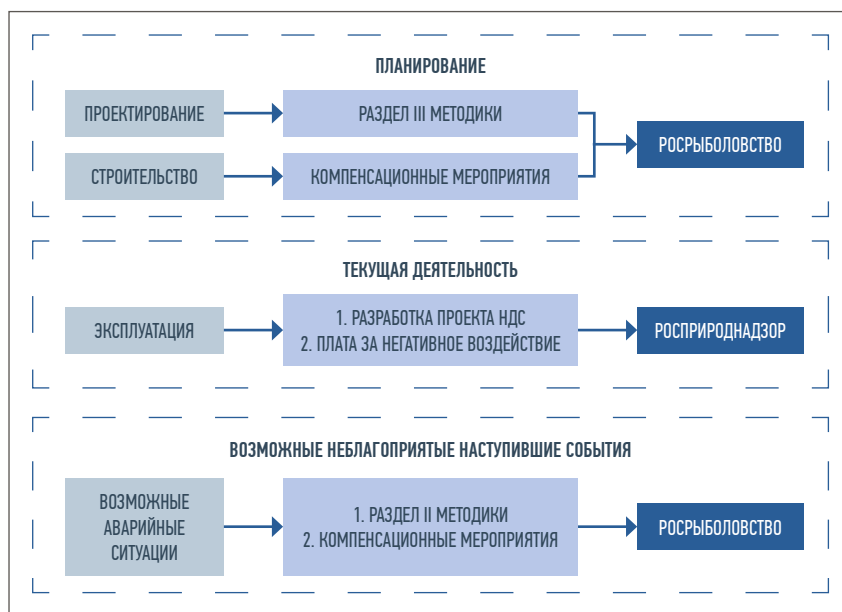 ПЛАНИРОВАНИЕ
ПРОЕКТИРОВАНИЕ
РАЗДЕЛ III МЕТОДИКИ
СТРОИТЕЛЬСТВО
КОМПЕНСАЦИОННЫЕ МЕРОПРИЯТИЯ
РОСРЫБОЛОВСТВО
ТЕКУЩАЯ ДЕЯТЕЛЬНОСТЬ
ЭКСПЛУАТАЦИЯ
1. РАЗРАБОТКА ПРОЕКТА НДС
2. ПЛАТА ЗА НЕГАТИВНОЕ ВОЗДЕЙСТВИЕ
РОСПРИРОДНАДЗОР
ВОЗМОЖНЫЕ НЕБЛАГОПРИЯТЫЕ НАСТУПИВШИЕ СОБЫТИЯ
ВОЗМОЖНЫЕ
АВАРИЙНЫЕ
СИТУАЦИИ
1. РАЗДЕЛ II МЕТОДИКИ
2. КОМПЕНСАЦИОННЫЕ МЕРОПРИЯТИЯ
РОСРЫБОЛОВСТВО